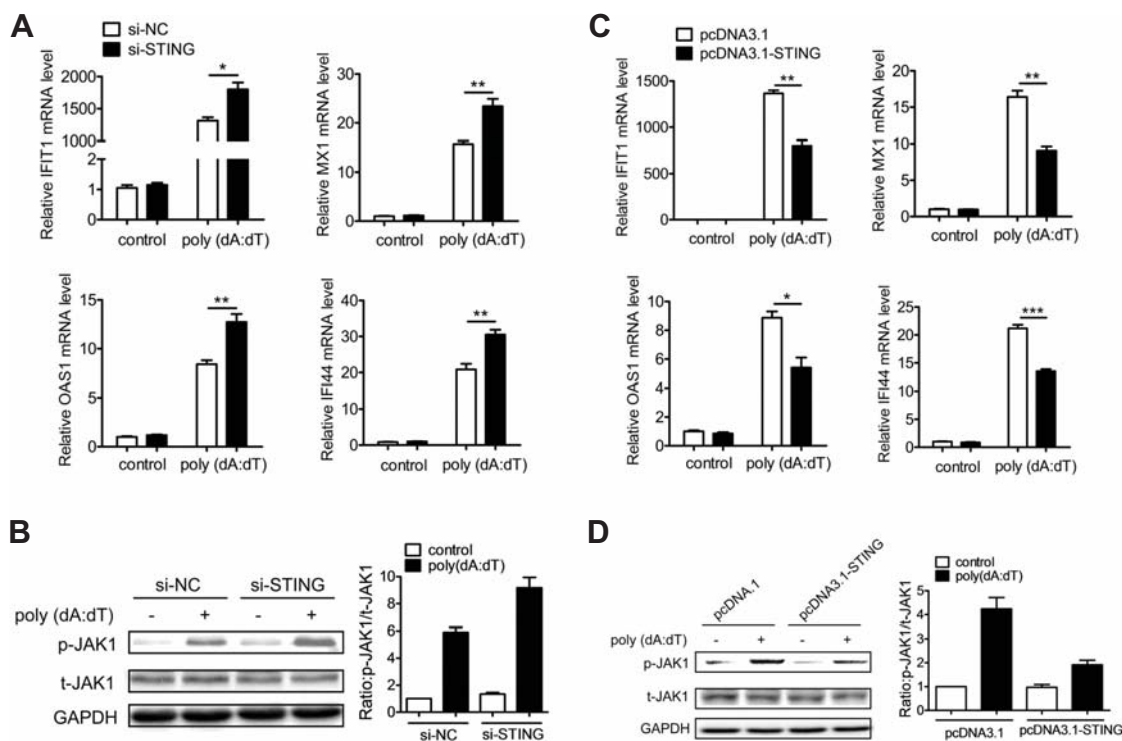 A
si-NC
si-STING
Relative IFIT1 mRNA level
2000
1500
1000
2
1
0
control
poly (dA:dT)
*
Relative MX1 mRNA level
30
20
10
0
control
poly (dA:dT)
**
Relative OAS1 mRNA level
15
10
5
0
control
poly (dA:dT)
**
Relative IFI44 mRNA level
40
30
20
10
0
control
poly (dA:dT)
**
C
pcDNA3.1
pcDNA3.1-STING
Relative IFIT1 mRNA level
1500
1000
500
0
control
poly (dA:dT)
**
Relative MX1 mRNA level
20
15
10
5
0
control
poly (dA:dT)
**
Relative OAS1 mRNA level
10
8
6
4
2
0
control
poly (dA:dT)
*
Relative IFI44 mRNA level
25
20
15
10
5
0
control
poly (dA:dT)
***
B
si-NC si-STING
poly (dA:dT) - + - +
p-JAK1
t-JAK1
GAPDH
control
poly(dA:dT)
Ratio:p-JAK1/t-JAK1
10
8
6
4
2
0
si-NC si-STING
D
pcDNA.1 pcDNA3.1-STING
poly (dA:dT) - + - +
p-JAK1
t-JAK1
GAPDH
control
poly(dA:dT)
Ratio:p-JAK1/t-JAK1
6
5
4
3
2
1
0
pcDNA3.1 pcDNA3.1-STING